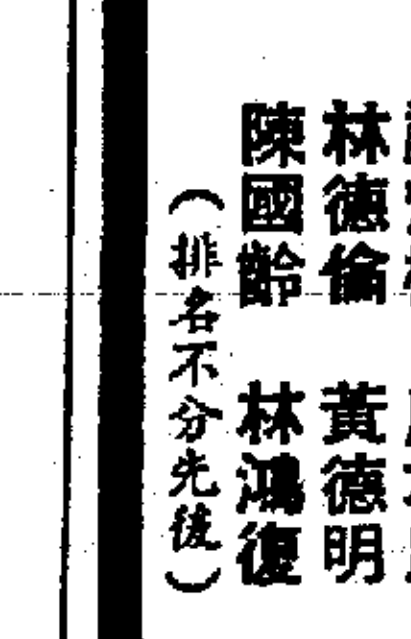 林德倫　黃德明
陳國齡　林鴻復
（排名不分先後）